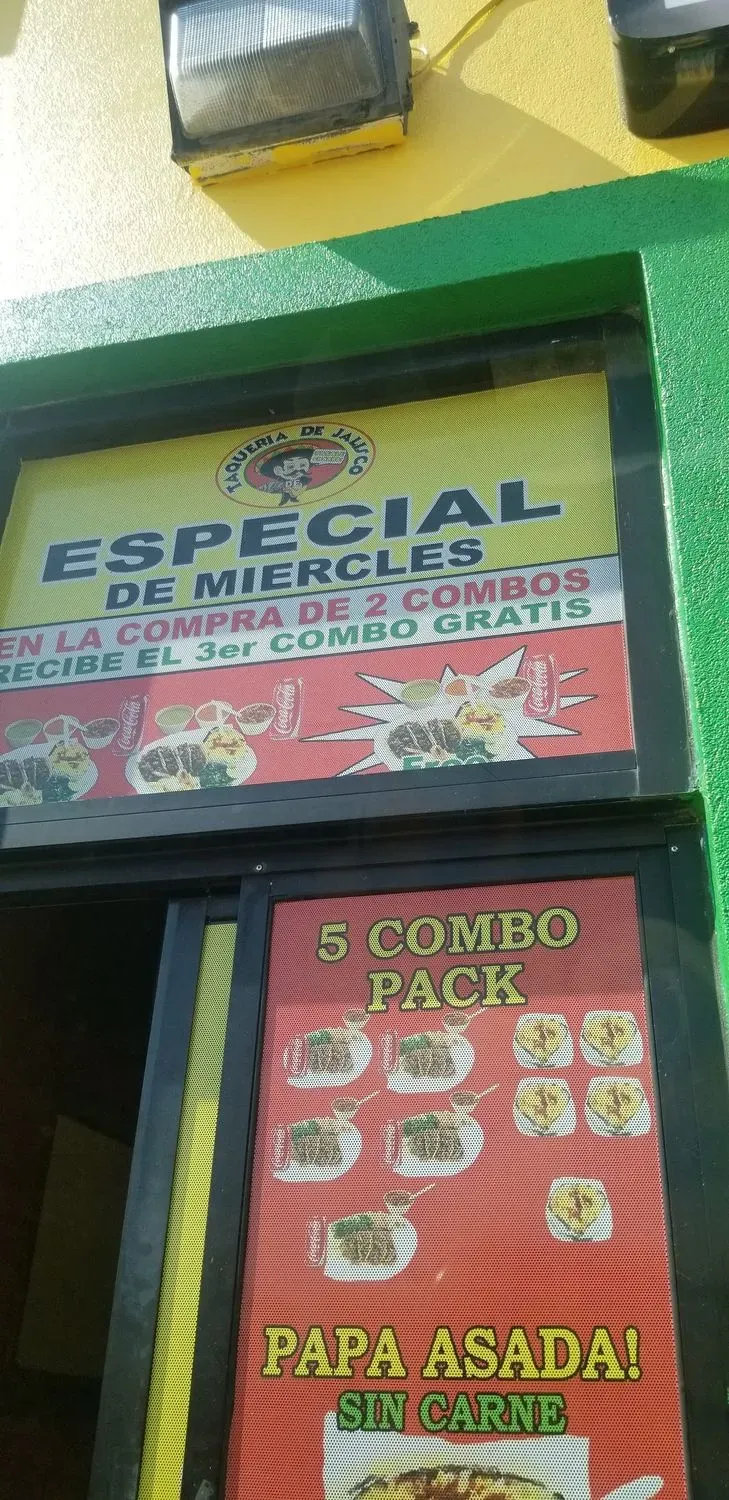 TAQUERIA DE JALISCO
ESPECIAL
DE MIERCLES
EN LA COMPRA DE 2 COMBOS
RECIBE EL 3er COMBO GRATIS
Coca-Cola
Coca-Cola
Coca-Cola
Free
5 COMBO
PACK
PAPA ASADA!
SIN CARNE